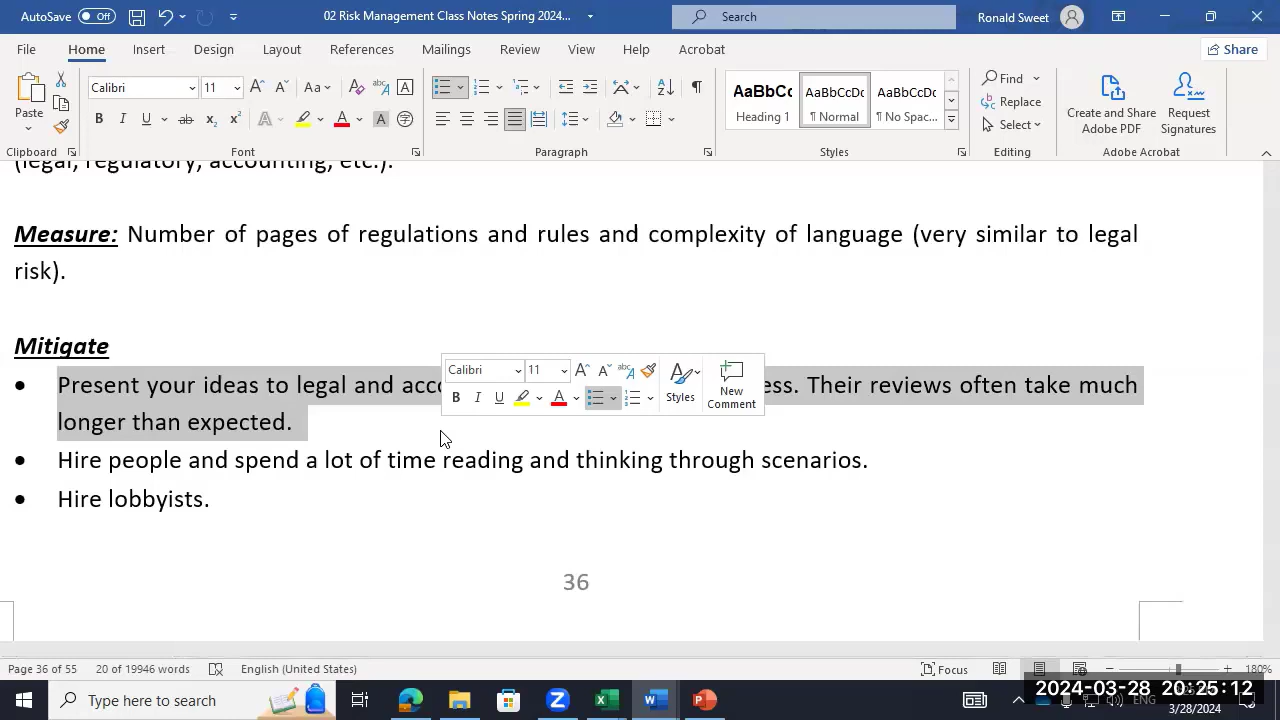 AutoSave Off 02 Risk Management Class Notes Spring 2024... Search Ronald Sweet
File Home Insert Design Layout References Mailings Review View Help Acrobat Share
Paste
Clipboard
Calibri 11
Font
Paragraph
AaBbCc AaBbCcDc AaBbCcDc
Heading 1 ¶ Normal ¶ No Spac...
Styles
Find
Replace
Select
Editing
Create and Share Adobe PDF
Request Signatures
Adobe Acrobat
(legal, regulatory, accounting, etc.).
Measure: Number of pages of regulations and rules and complexity of language (very similar to legal
risk).
Mitigate
• Present your ideas to legal and
Their reviews often take much
longer than expected.
• Hire people and spend a lot of time reading and thinking through scenarios.
• Hire lobbyists.
Calibri 11
Styles
New Comment
36
Page 36 of 55 20 of 19946 words English (United States) Focus 180%
Type here to search
2024-03-28 20:25:12
ENG
3/28/2024